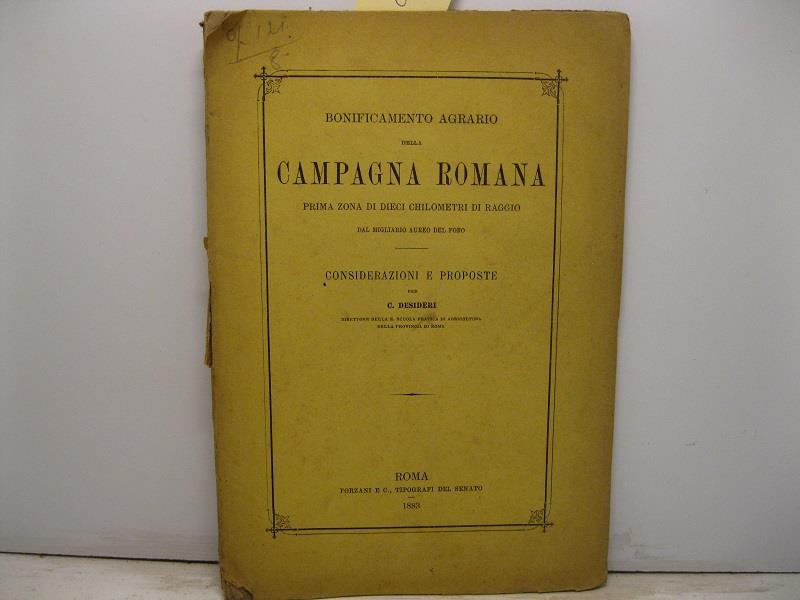 BONIFICAMENTO AGRARIO
DELLA
CAMPAGNA ROMANA
PRIMA ZONA DI DIECI CHILOMETRI DI RAGGIO
DAL MIGLIARIO AUREO DEL FORO
CONSIDERAZIONI E PROPOSTE
PER
C. DESIDERI
DIRETTORE DELLA R. SCUOLA PRATICA DI AGRICOLTURA
DELLA PROVINCIA DI ROMA
ROMA
FORZANI E C., TIPOGRAFI DEL SENATO
1883